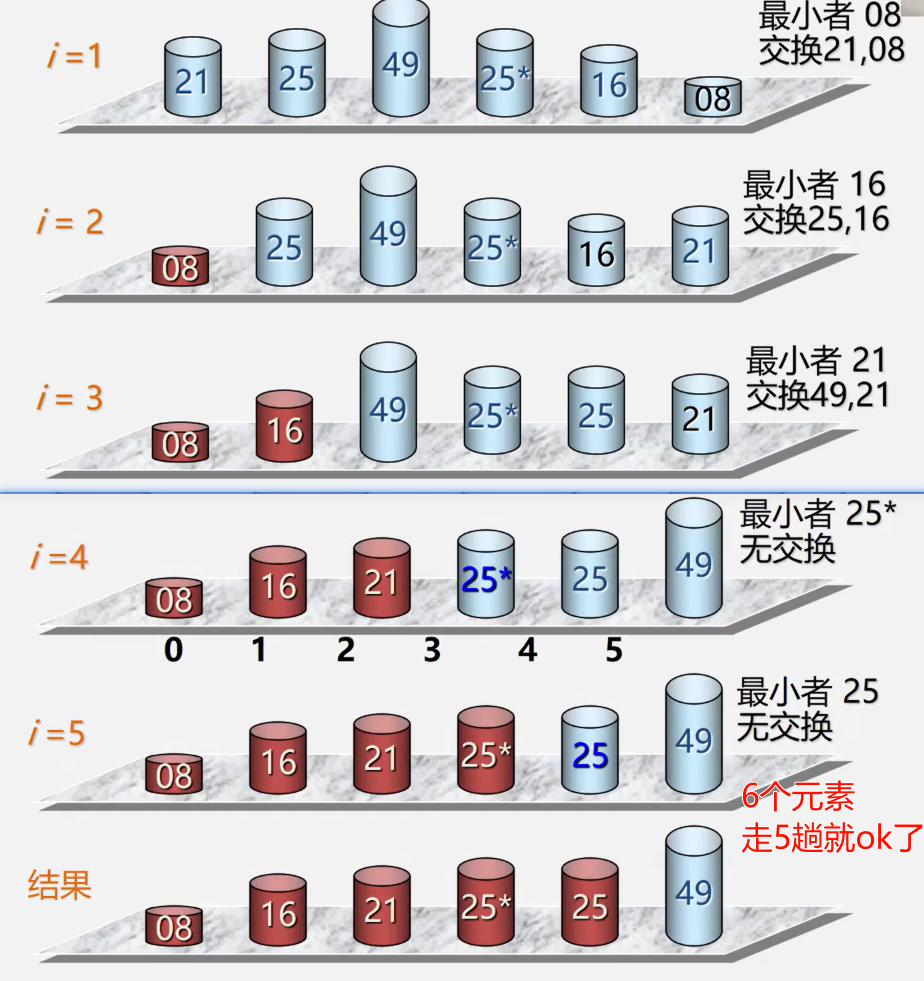 i =1
21 25 49 25* 16 08
最小者 08
交换21,08
i = 2
08 25 49 25* 16 21
最小者 16
交换25,16
i = 3
08 16 49 25* 25 21
最小者 21
交换49,21
i =4
08 16 21 25* 25 49
最小者 25*
无交换
0 1 2 3 4 5
i =5
08 16 21 25* 25 49
最小者 25
无交换
6个元素
走5趟就ok了
结果
08 16 21 25* 25 49